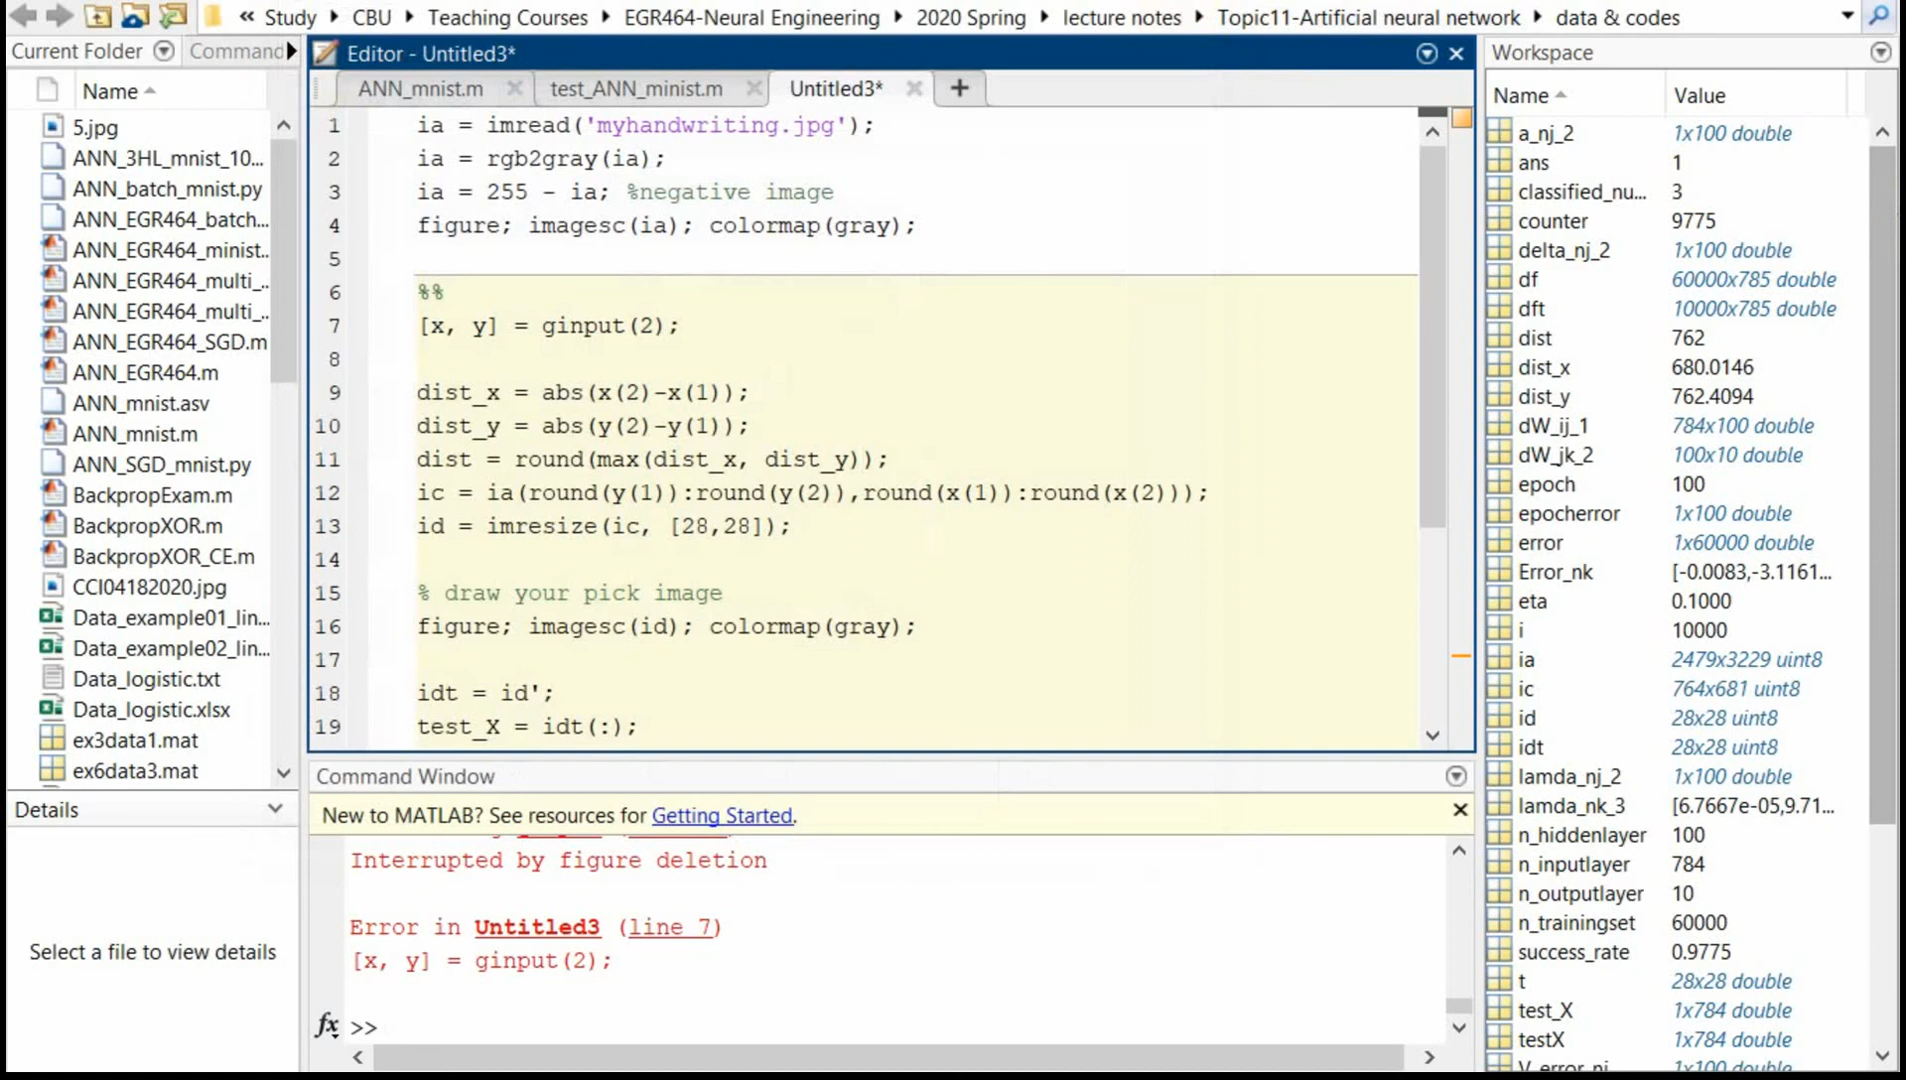 « Study › CBU › Teaching Courses › EGR464-Neural Engineering › 2020 Spring › lecture notes › Topic11-Artificial neural network › data & codes
Current Folder
Command
Name
5.jpg
ANN_3HL_mnist_10...
ANN_batch_mnist.py
ANN_EGR464_batch...
ANN_EGR464_minist...
ANN_EGR464_multi_...
ANN_EGR464_multi_...
ANN_EGR464_SGD.m
ANN_EGR464.m
ANN_mnist.asv
ANN_mnist.m
ANN_SGD_mnist.py
BackpropExam.m
BackpropXOR.m
BackpropXOR_CE.m
CCI04182020.jpg
Data_example01_lin...
Data_example02_lin...
Data_logistic.txt
Data_logistic.xlsx
ex3data1.mat
ex6data3.mat
Details
Select a file to view details
Editor - Untitled3*
ANN_mnist.m
test_ANN_minist.m
Untitled3*
+
1 ia = imread('myhandwriting.jpg');
2 ia = rgb2gray(ia);
3 ia = 255 - ia; %negative image
4 figure; imagesc(ia); colormap(gray);
5
6 %%
7 [x, y] = ginput(2);
8
9 dist_x = abs(x(2)-x(1));
10 dist_y = abs(y(2)-y(1));
11 dist = round(max(dist_x, dist_y));
12 ic = ia(round(y(1)):round(y(2)),round(x(1)):round(x(2)));
13 id = imresize(ic, [28,28]);
14
15 % draw your pick image
16 figure; imagesc(id); colormap(gray);
17
18 idt = id';
19 test_X = idt(:);
Command Window
New to MATLAB? See resources for Getting Started.
Interrupted by figure deletion
Error in Untitled3 (line 7)
[x, y] = ginput(2);
fx >>
Workspace
Name Value
a_nj_2 1x100 double
ans 1
classified_nu... 3
counter 9775
delta_nj_2 1x100 double
df 60000x785 double
dft 10000x785 double
dist 762
dist_x 680.0146
dist_y 762.4094
dW_ij_1 784x100 double
dW_jk_2 100x10 double
epoch 100
epocherror 1x100 double
error 1x60000 double
Error_nk [-0.0083,-3.1161...
eta 0.1000
i 10000
ia 2479x3229 uint8
ic 764x681 uint8
id 28x28 uint8
idt 28x28 uint8
lamda_nj_2 1x100 double
lamda_nk_3 [6.7667e-05,9.71...
n_hiddenlayer 100
n_inputlayer 784
n_outputlayer 10
n_trainingset 60000
success_rate 0.9775
t 28x28 double
test_X 1x784 double
testX 1x784 double
V_error_nj 1x100 double